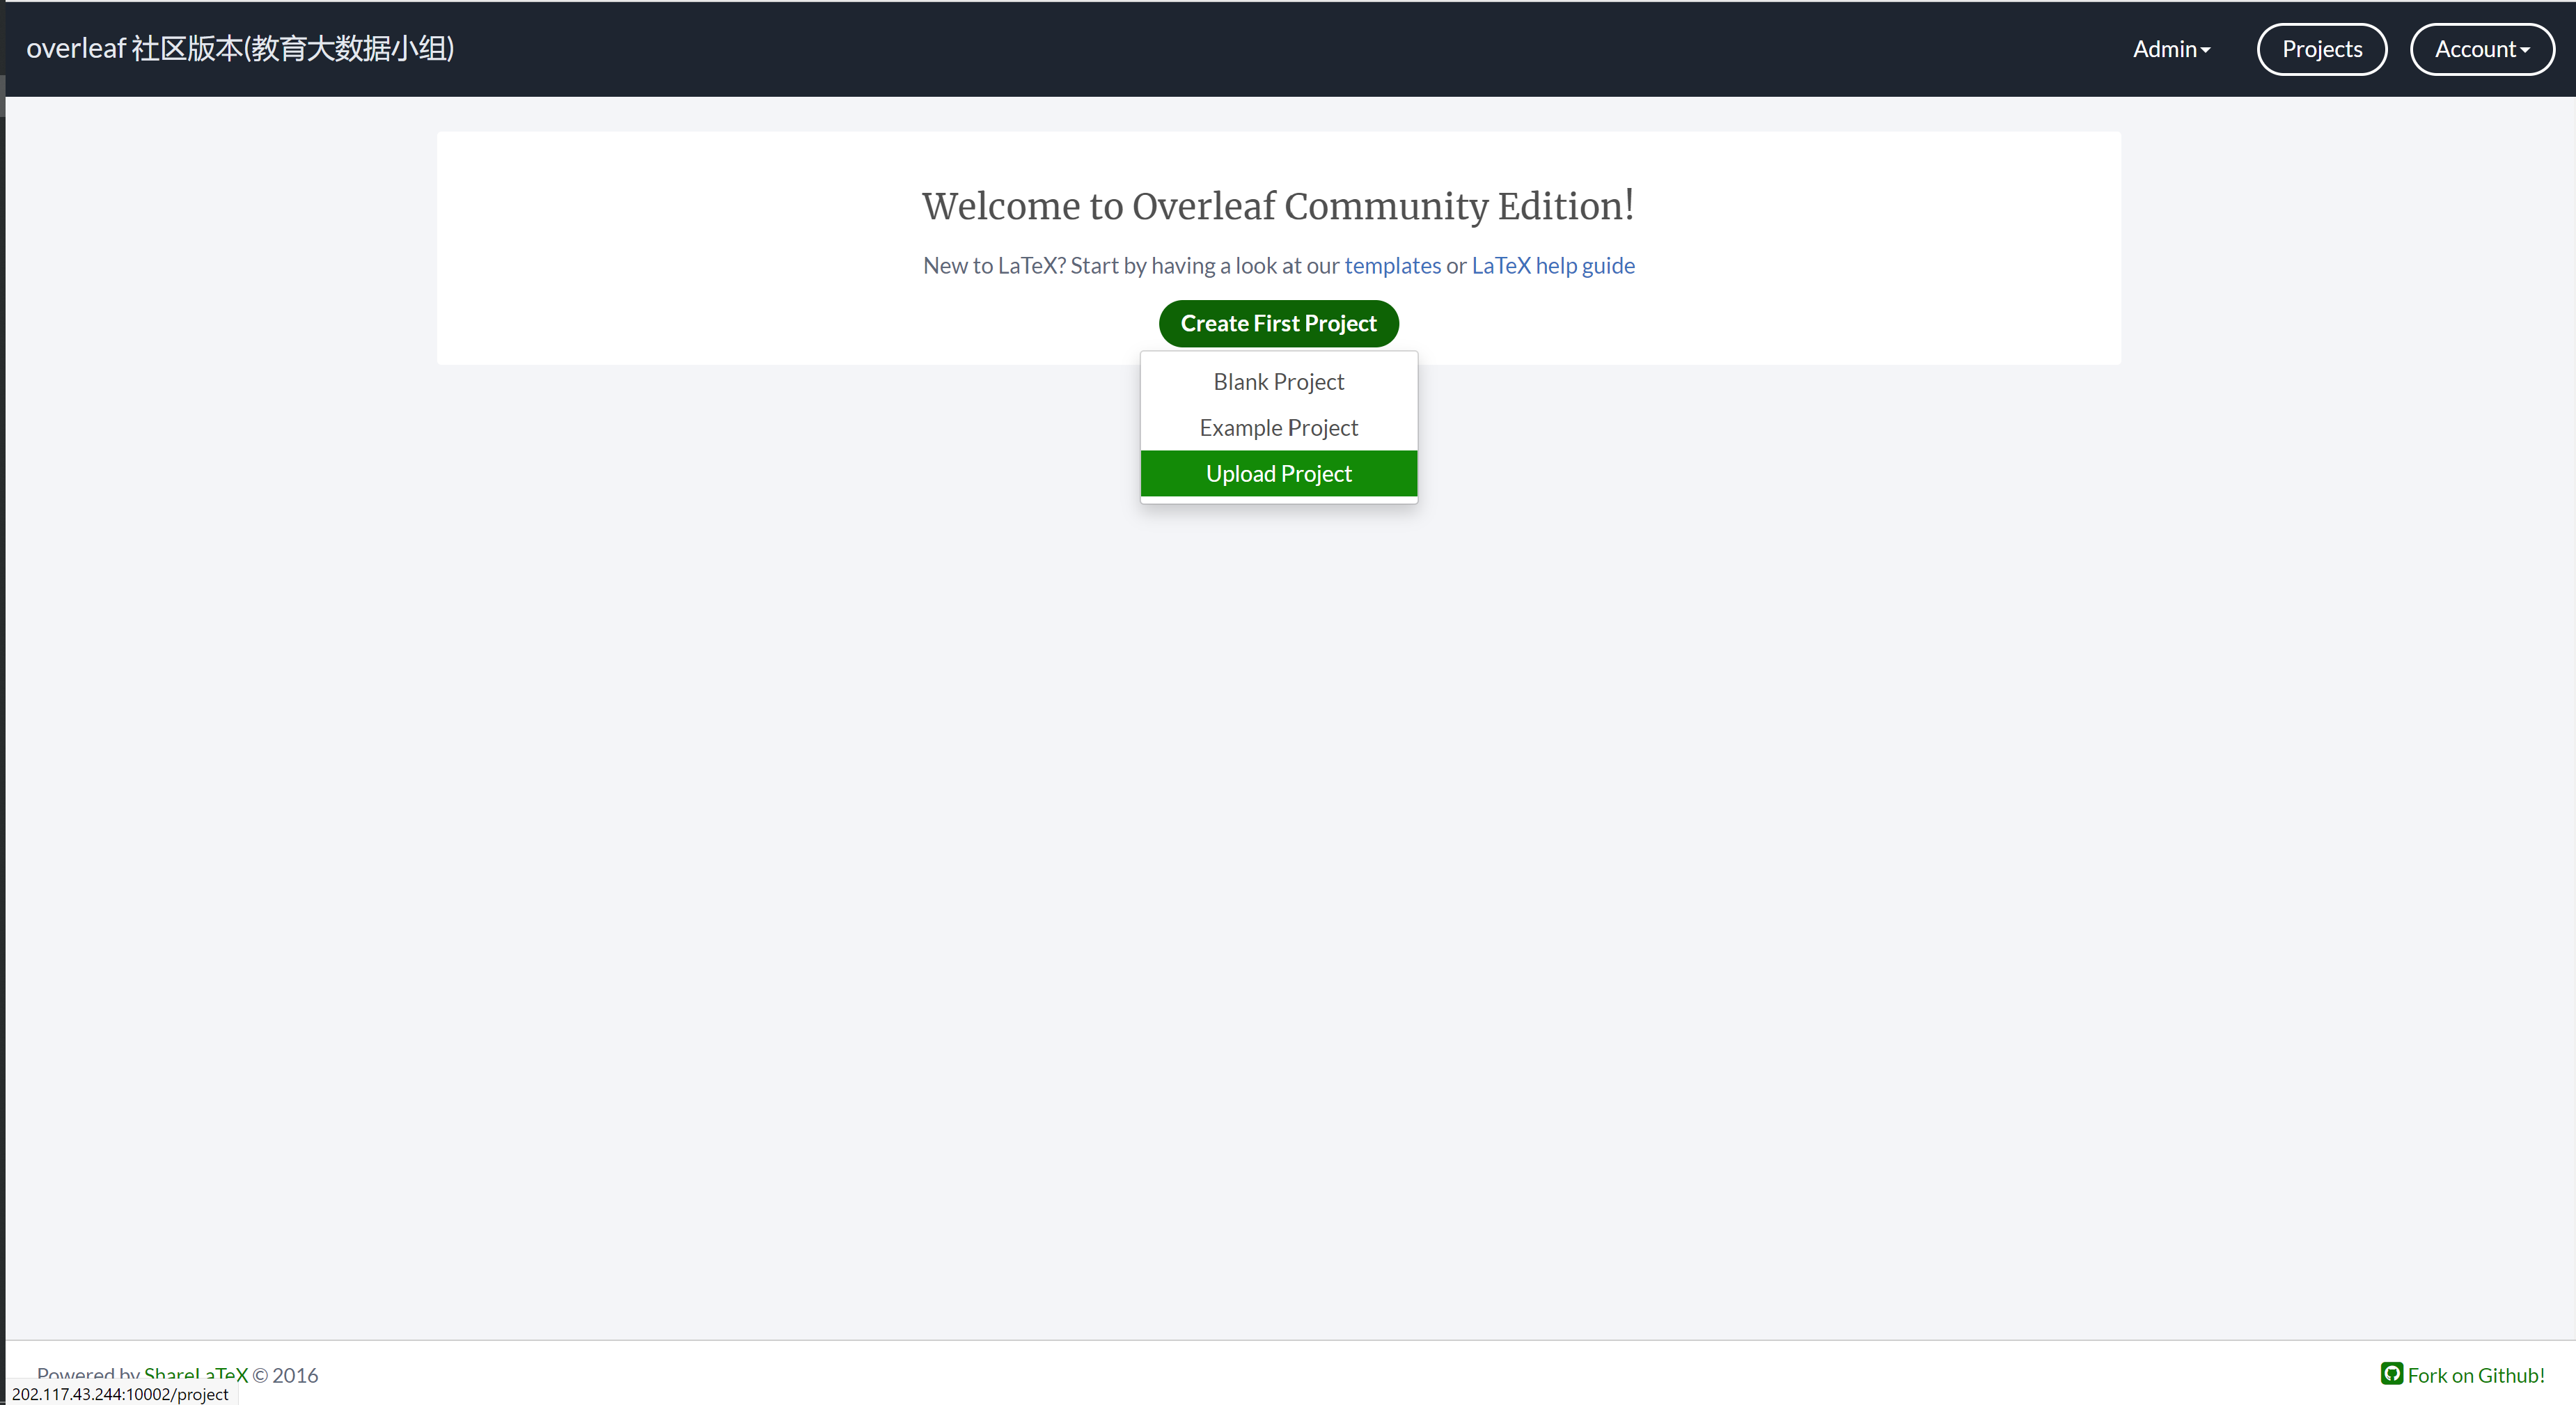 overleaf 社区版本(教育大数据小组)
Admin
Projects
Account
Welcome to Overleaf Community Edition!
New to LaTeX? Start by having a look at our templates or LaTeX help guide
Create First Project
Blank Project
Example Project
Upload Project
Powered by ShareLaTeX © 2016
Fork on Github!
202.117.43.244:10002/project